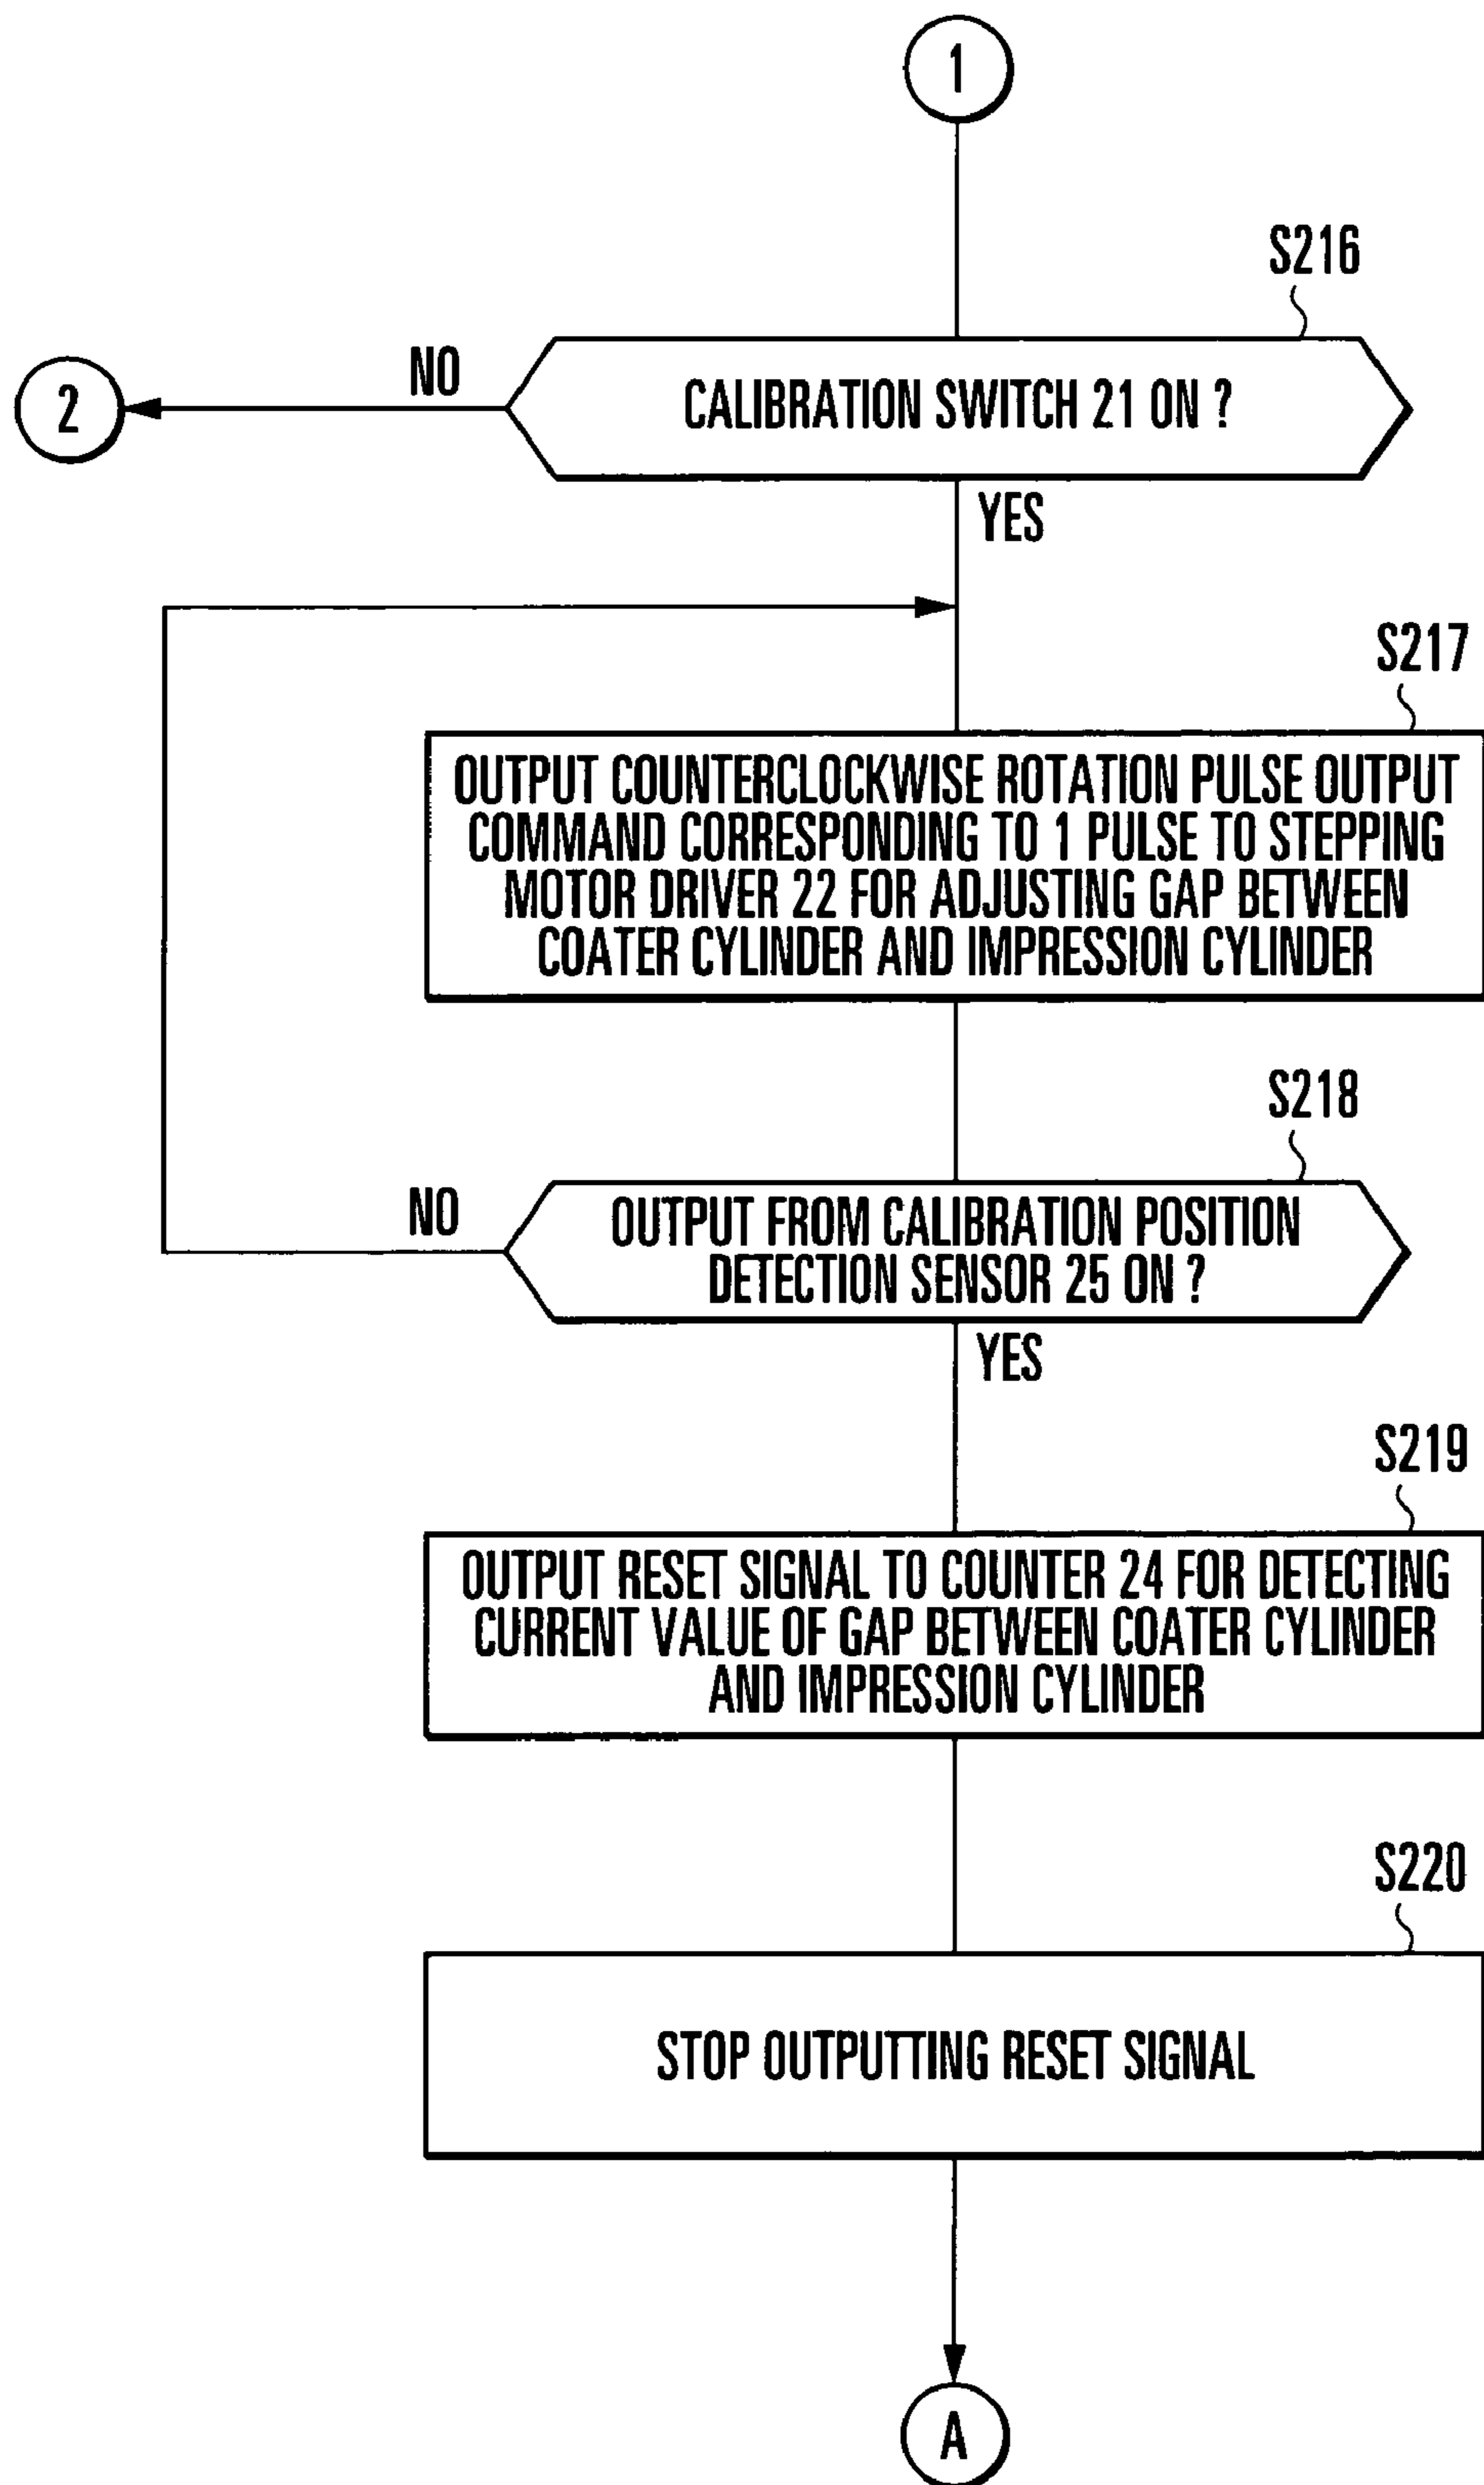 1
S216
NO
CALIBRATION SWITCH 21 ON ?
2
YES
S217
OUTPUT COUNTERCLOCKWISE ROTATION PULSE OUTPUT
COMMAND CORRESPONDING TO 1 PULSE TO STEPPING
MOTOR DRIVER 22 FOR ADJUSTING GAP BETWEEN
COATER CYLINDER AND IMPRESSION CYLINDER
S218
NO
OUTPUT FROM CALIBRATION POSITION
DETECTION SENSOR 25 ON ?
YES
S219
OUTPUT RESET SIGNAL TO COUNTER 24 FOR DETECTING
CURRENT VALUE OF GAP BETWEEN COATER CYLINDER
AND IMPRESSION CYLINDER
S220
STOP OUTPUTTING RESET SIGNAL
A